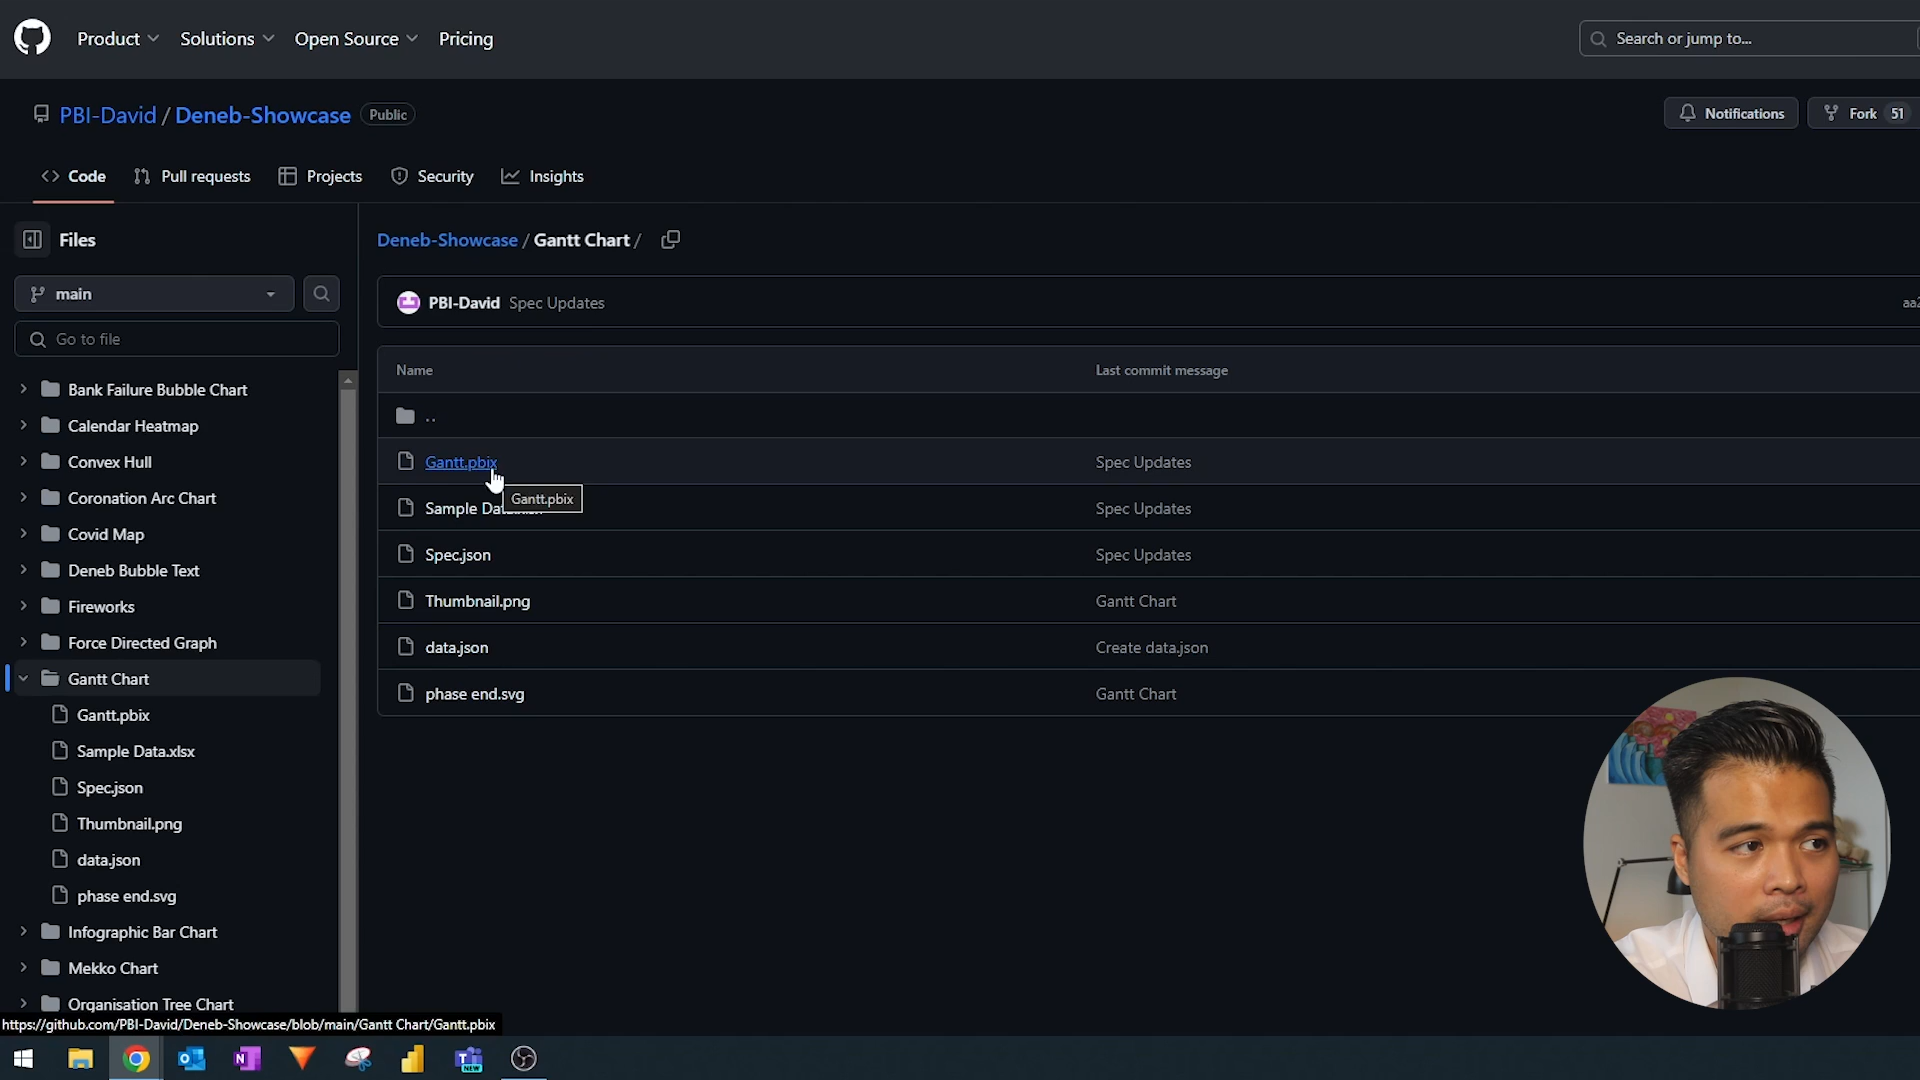 Product Solutions Open Source Pricing
Search or jump to...
PBI-David / Deneb-Showcase Public
Notifications Fork 51
Code Pull requests Projects Security Insights
Files
Deneb-Showcase / Gantt Chart /
main
PBI-David Spec Updates
Go to file
Name Last commit message
..
Gantt.pbix Spec Updates
Gantt.pbix
Sample Spec Updates
Spec.json Spec Updates
Thumbnail.png Gantt Chart
data.json Create data.json
phase end.svg Gantt Chart
Bank Failure Bubble Chart
Calendar Heatmap
Convex Hull
Coronation Arc Chart
Covid Map
Deneb Bubble Text
Fireworks
Force Directed Graph
Gantt Chart
Gantt.pbix
Sample Data.xlsx
Spec.json
Thumbnail.png
data.json
phase end.svg
Infographic Bar Chart
Mekko Chart
Organisation Tree Chart
https://github.com/PBI-David/Deneb-Showcase/blob/main/Gantt Chart/Gantt.pbix
NEW